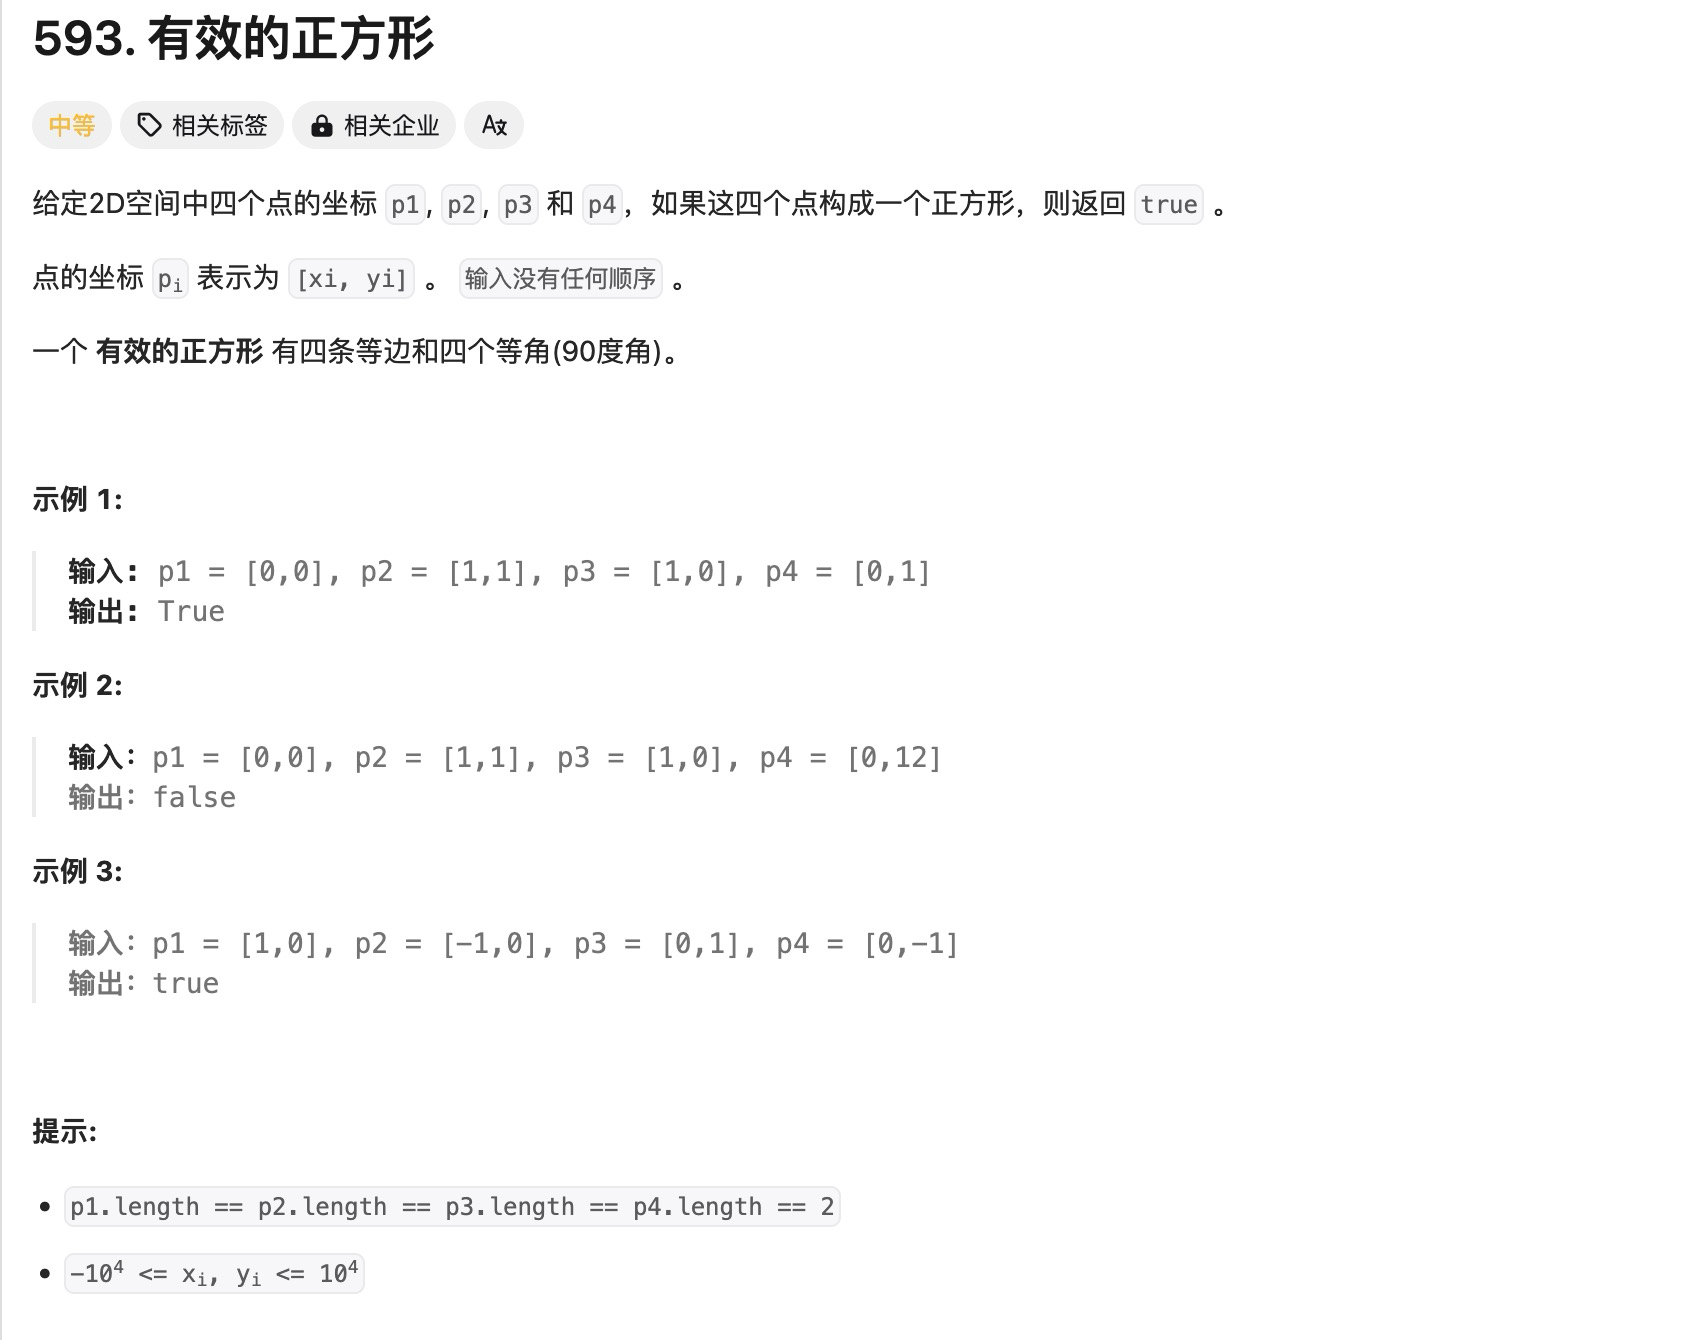 593. 有效的正方形
中等 相关标签 相关企业 A文
给定2D空间中四个点的坐标 p1, p2, p3 和 p4，如果这四个点构成一个正方形，则返回 true 。
点的坐标 pi 表示为 [xi, yi] 。 输入没有任何顺序 。
一个 有效的正方形 有四条等边和四个等角(90度角)。
示例 1:
输入: p1 = [0,0], p2 = [1,1], p3 = [1,0], p4 = [0,1]
输出: True
示例 2:
输入：p1 = [0,0], p2 = [1,1], p3 = [1,0], p4 = [0,12]
输出：false
示例 3:
输入：p1 = [1,0], p2 = [-1,0], p3 = [0,1], p4 = [0,-1]
输出：true
提示:
• p1.length == p2.length == p3.length == p4.length == 2
• -10⁴ <= xi, yi <= 10⁴